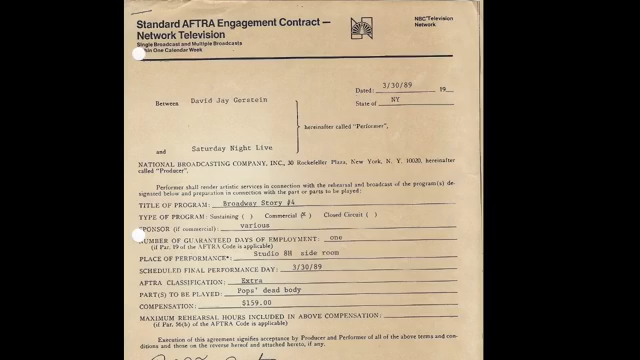 Standard AFTRA Engagement Contract —
Network Television
Single Broadcast and Multiple Broadcasts
Within One Calendar Week
NBC Television
Network
Dated: 3/30/89 19
State of NY
Between David Jay Gerstein
hereinafter called "Performer",
and Saturday Night Live
NATIONAL BROADCASTING COMPANY, INC., 30 Rockefeller Plaza, New York, N. Y. 10020, hereinafter
called "Producer".
Performer shall render artistic services in connection with the rehearsal and broadcast of the program(s) de-
signated below and preparation in connection with the part or parts to be played:
TITLE OF PROGRAM: Broadway Story #4
TYPE OF PROGRAM: Sustaining ( ) Commercial (X) Closed Circuit ( )
SPONSOR (if commercial): various
NUMBER OF GUARANTEED DAYS OF EMPLOYMENT: one
(if Par. 19 of the AFTRA Code is applicable)
PLACE OF PERFORMANCE*: Studio 8H side room
SCHEDULED FINAL PERFORMANCE DAY: 3/30/89
AFTRA CLASSIFICATION: Extra
PART(S) TO BE PLAYED: Pops' dead body
COMPENSATION: $159.00
MAXIMUM REHEARSAL HOURS INCLUDED IN ABOVE COMPENSATION:
(if Par. 56(b) of the AFTRA Code is applicable)
Execution of this agreement signifies acceptance by Producer and Performer of all of the above terms and con-
ditions and those on the reverse hereof and attached hereto, if any.